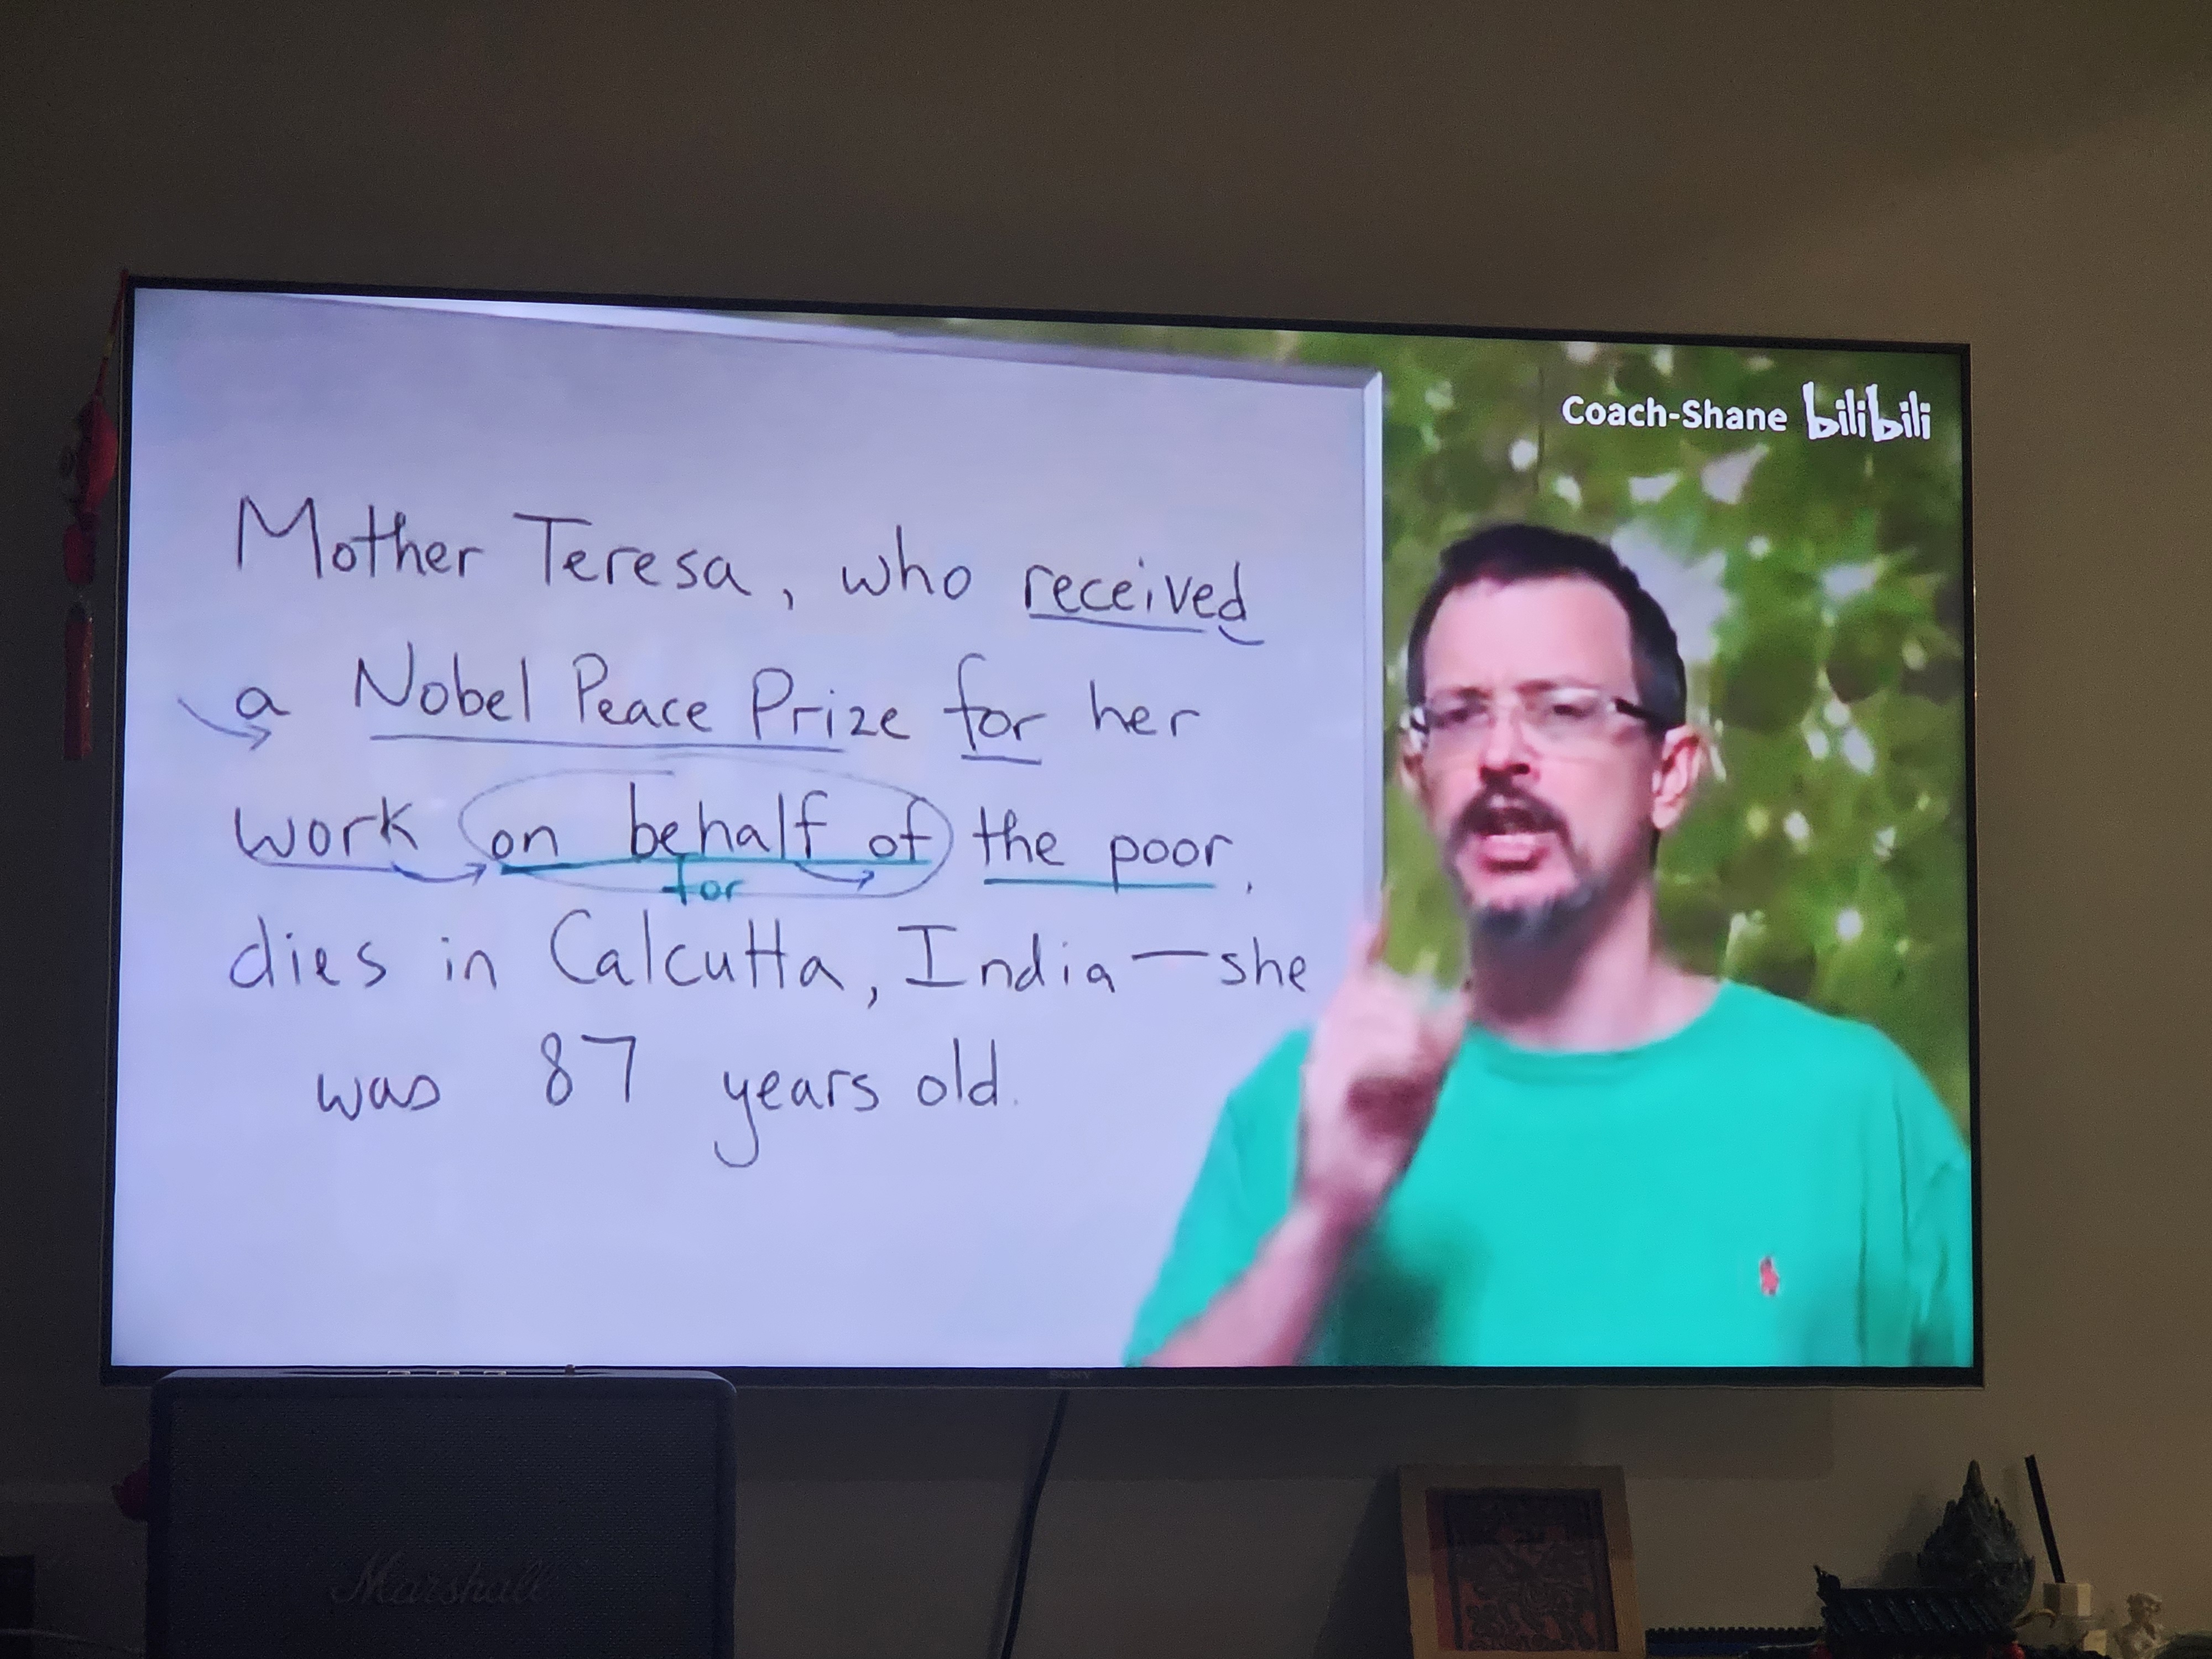 Coach-Shane bilibili
Mother Teresa, who received
a Nobel Peace Prize for her
work on behalf of the poor,
for
dies in Calcutta, India—she
was 87 years old.
SONY
Marshall